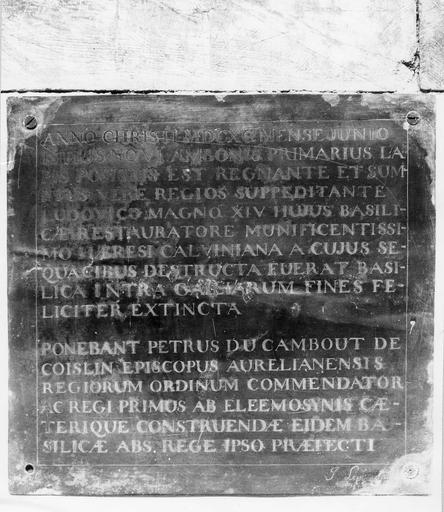 ANNO CHRISTI MDCXC MENSE JUNIO
NOVI AMBONIS PRIMARIUS LA-
PIS POSITUS EST REGNANTE ET SUM-
PTUS VERE REGIOS SUPPEDITANTE
LUDOVICO MAGNO XIV HUIUS BASILI-
CÆ RESTAURATORE MUNIFICENTISSI-
MO HÆRESI CALVINIANA A CUJUS SE-
QUACIBUS DESTRUCTA FUERAT BASI-
LICA INTRA GALLIARUM FINES FE-
LICITER EXTINCTA
PONEBANT PETRUS DU CAMBOUT DE
COISLIN EPISCOPUS AURELIANENSIS
REGIORUM ORDINUM COMMENDATOR
AC REGI PRIMUS AB ELEEMOSYNIS CÆ-
TERIQUE CONSTRUENDÆ EIDEM BA-
SILICÆ ABS. REGE IPSO PRÆFECTI